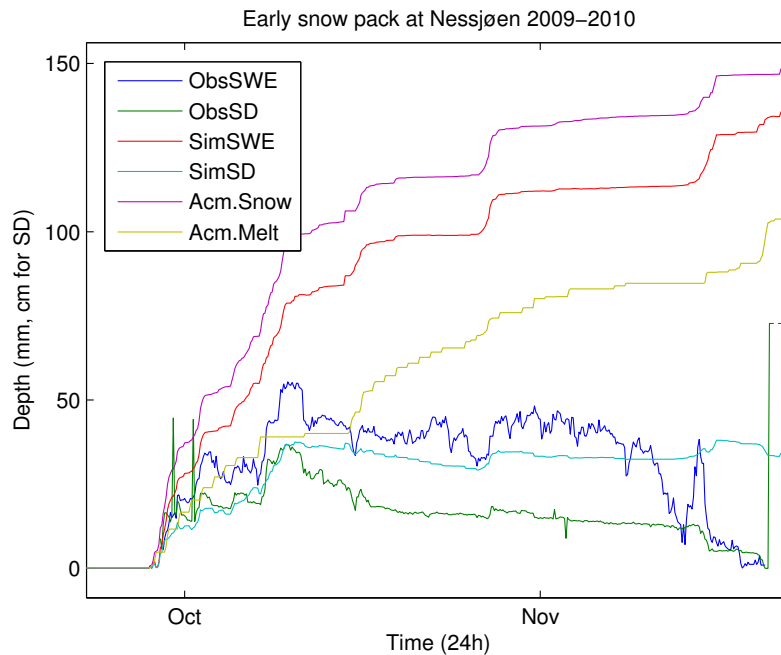 Early snow pack at Nessjøen 2009−2010
150
100
50
0
Depth (mm, cm for SD)
ObsSWE
ObsSD
SimSWE
SimSD
Acm.Snow
Acm.Melt
Oct
Nov
Time (24h)